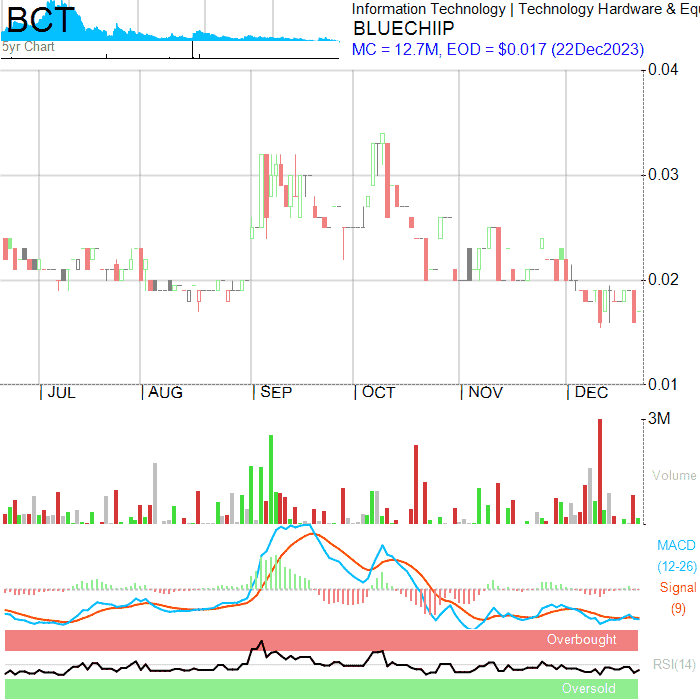 BCT
5yr Chart
Information Technology | Technology Hardware & Equ
BLUECHIIP
MC = 12.7M, EOD = $0.017 (22Dec2023)
0.04
0.03
0.02
0.01
JUL AUG SEP OCT NOV DEC
3M
Volume
MACD
(12-26)
Signal
(9)
Overbought
RSI(14)
Oversold